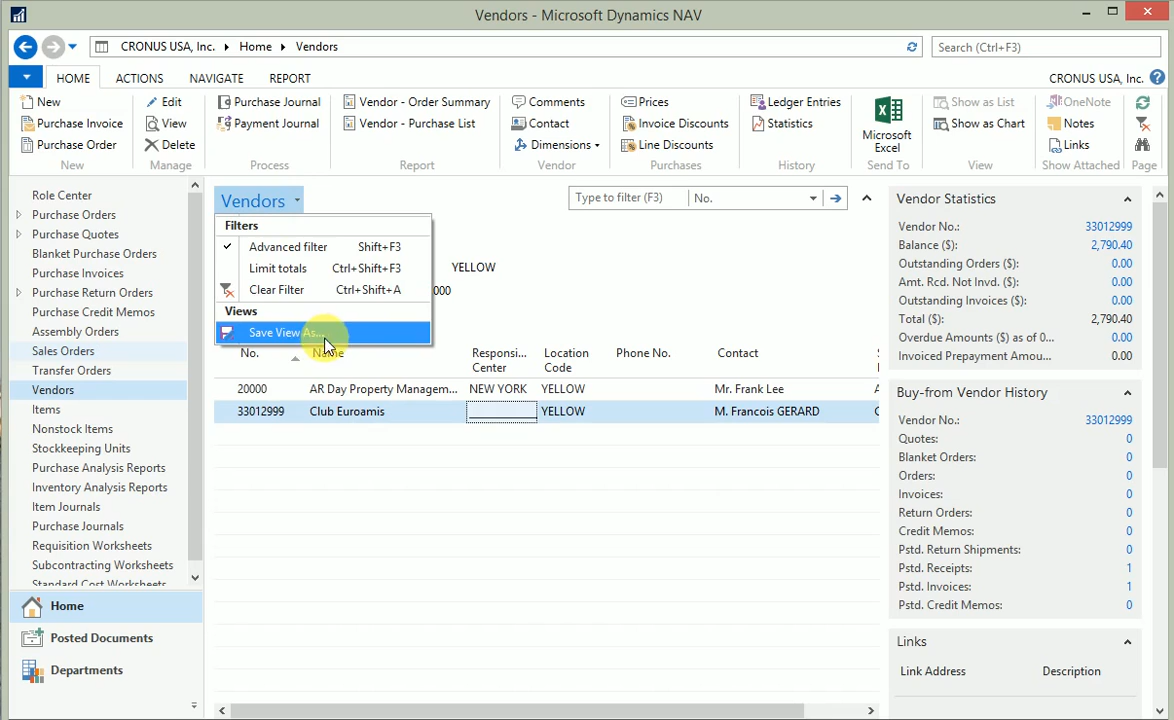 Vendors - Microsoft Dynamics NAV
CRONUS USA, Inc. Home Vendors
Search (Ctrl+F3)
HOME ACTIONS NAVIGATE REPORT
CRONUS USA, Inc.
New
Purchase Invoice
Purchase Order
New
Edit
View
Delete
Manage
Purchase Journal
Payment Journal
Process
Vendor - Order Summary
Vendor - Purchase List
Report
Comments
Contact
Dimensions
Vendor
Prices
Invoice Discounts
Line Discounts
Purchases
Ledger Entries
Statistics
History
Microsoft
Excel
Send To
Show as List
Show as Chart
View
OneNote
Notes
Links
Show Attached
Page
Role Center
Purchase Orders
Purchase Quotes
Blanket Purchase Orders
Purchase Invoices
Purchase Return Orders
Purchase Credit Memos
Assembly Orders
Sales Orders
Transfer Orders
Vendors
Items
Nonstock Items
Stockkeeping Units
Purchase Analysis Reports
Inventory Analysis Reports
Item Journals
Purchase Journals
Requisition Worksheets
Subcontracting Worksheets
Standard Cost Worksheets
Home
Posted Documents
Departments
Vendors
Type to filter (F3) No.
Filters
Advanced filter Shift+F3
Limit totals Ctrl+Shift+F3
Clear Filter Ctrl+Shift+A
Views
Save View As...
YELLOW
000
No. Name Responsi... Center Location Code Phone No. Contact
20000 AR Day Property Managem... NEW YORK YELLOW Mr. Frank Lee A
33012999 Club Euroamis YELLOW M. Francois GERARD
Vendor Statistics
Vendor No.: 33012999
Balance ($): 2,790.40
Outstanding Orders ($): 0.00
Amt. Rcd. Not Invd. ($): 0.00
Outstanding Invoices ($): 0.00
Total ($): 2,790.40
Overdue Amounts ($) as of 0... 0.00
Invoiced Prepayment Amou... 0.00
Buy-from Vendor History
Vendor No.: 33012999
Quotes: 0
Blanket Orders: 0
Orders: 0
Invoices: 0
Return Orders: 0
Credit Memos: 0
Pstd. Return Shipments: 0
Pstd. Receipts: 1
Pstd. Invoices: 1
Pstd. Credit Memos: 0
Links
Link Address Description